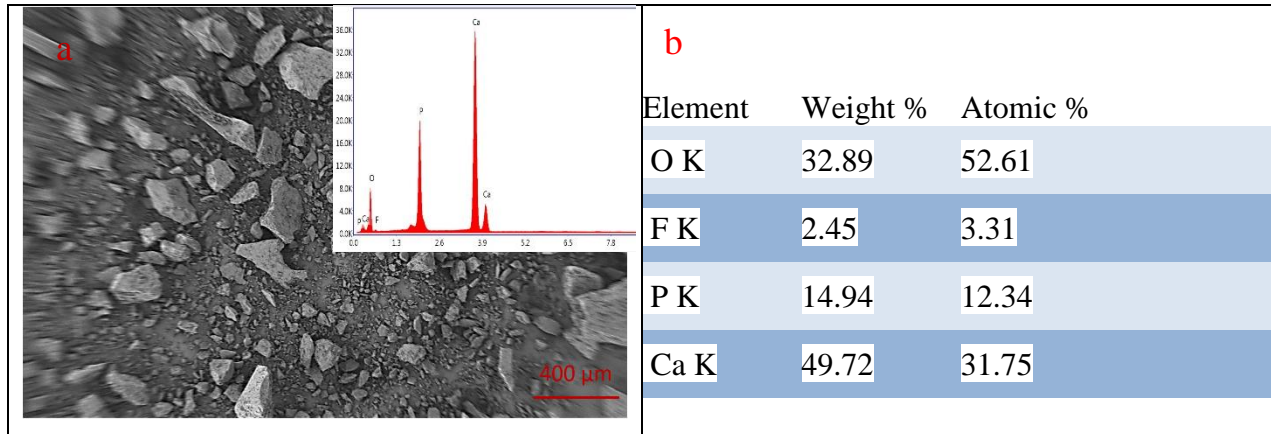 a
36.0K
32.0K
28.0K
24.0K
20.0K
16.0K
12.0K
8.0K
4.0K
Ca
P
O
Ca
P
Ca
F
0.0 1.3 2.6 3.9 5.2 6.5 7.8
400 µm
b
Element Weight % Atomic %
O K 32.89 52.61
F K 2.45 3.31
P K 14.94 12.34
Ca K 49.72 31.75